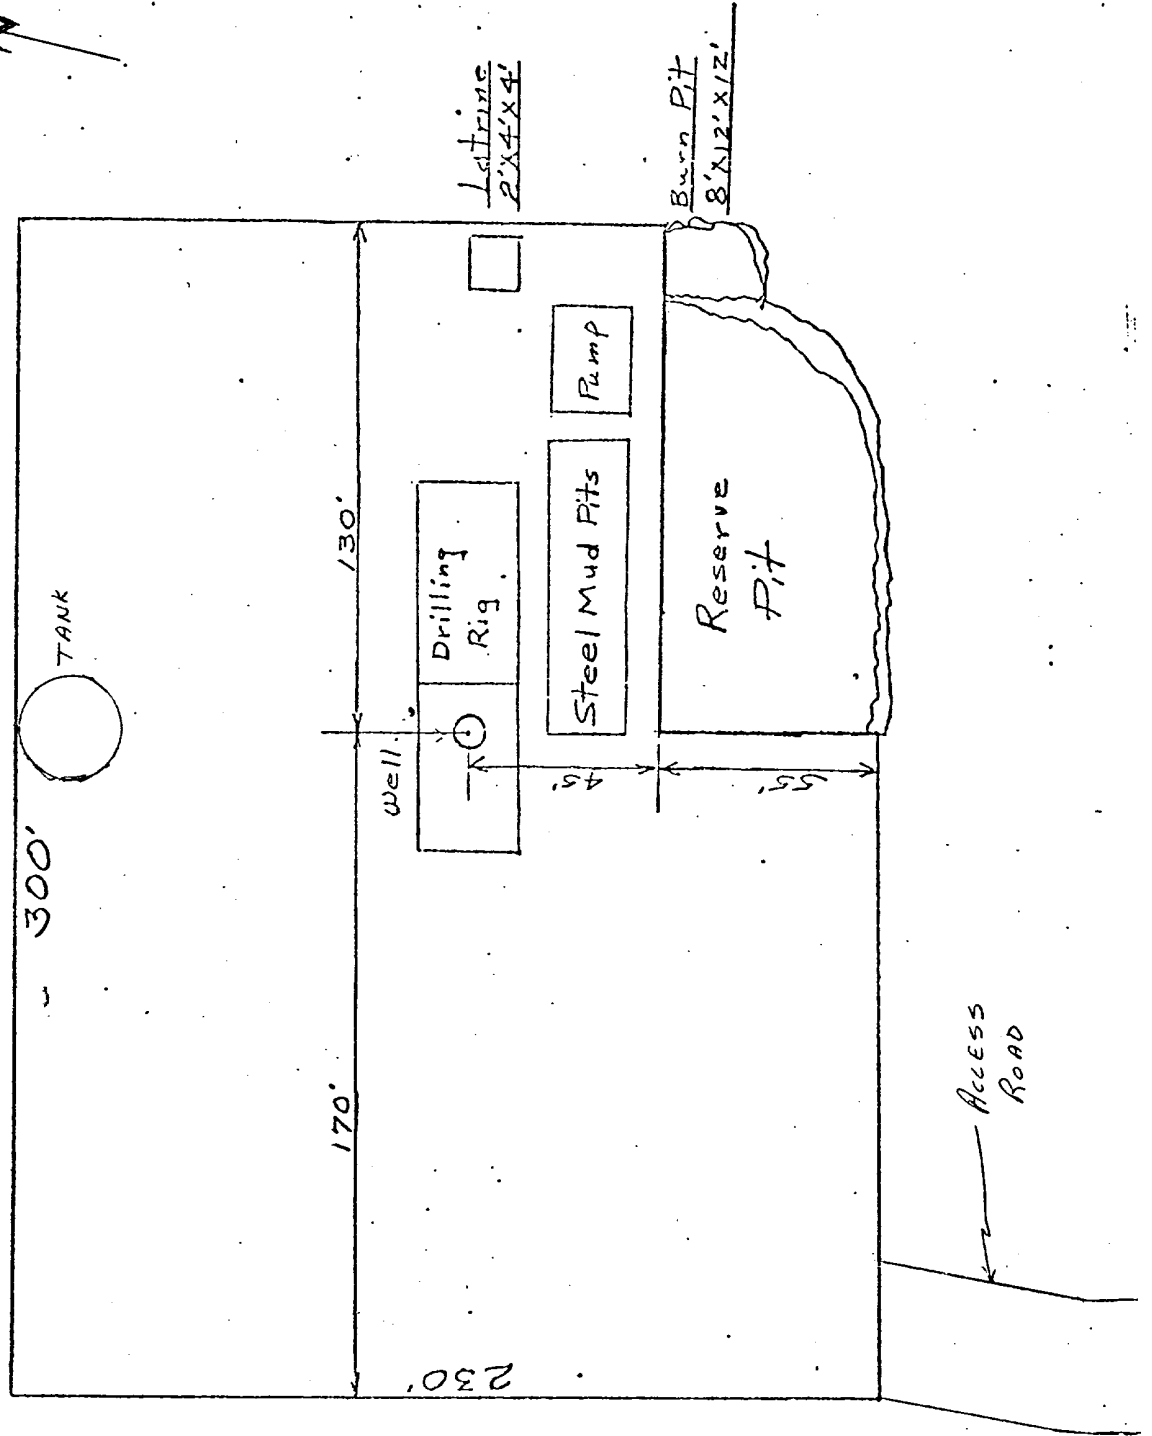 N
300'
TANK
170'
130'
Well
Drilling
Rig
Latrine
2'X4'X4'
Steel Mud Pits
Pump
45'
55'
Burn Pit
8'X12'X12'
Reserve
Pit
230'
ACCESS
ROAD